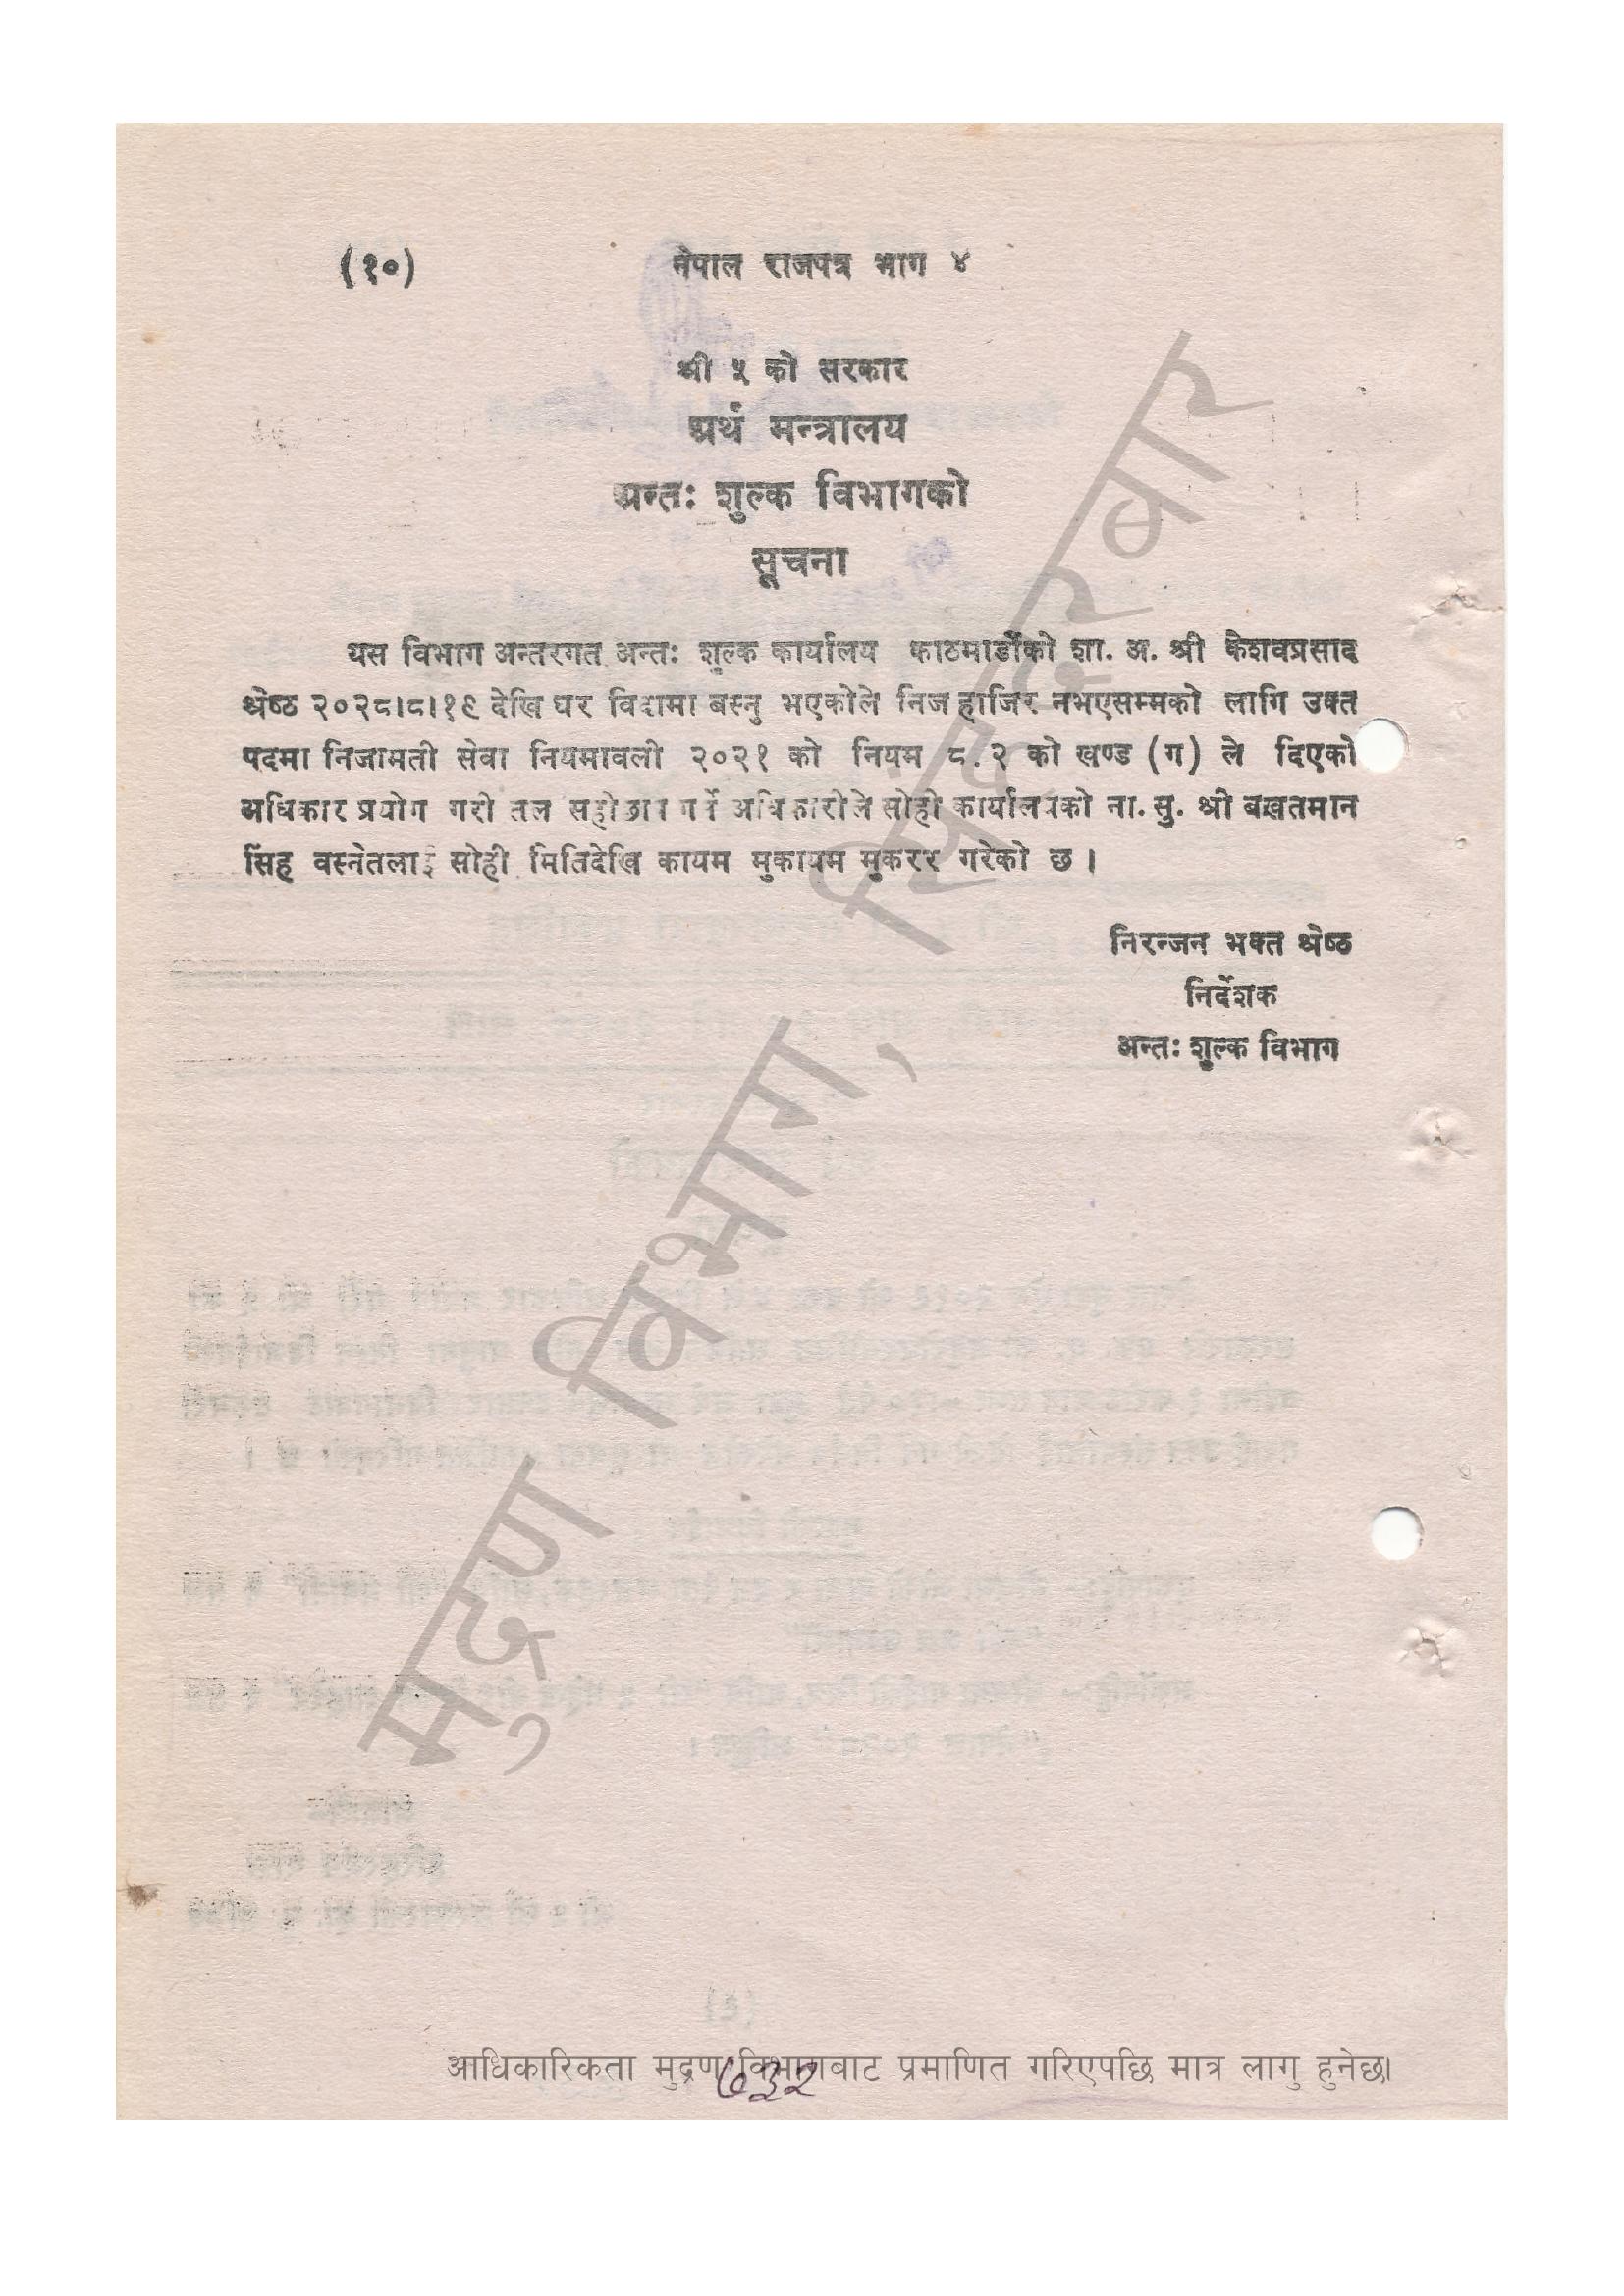 (१०) नेपाल राजपत्र भाग ४
श्री ५ को सरकार
अर्थ मन्त्रालय
अन्तः शुल्क विभागको
सूचना
यस विभाग अन्तरगत अन्तः शुल्क कार्यालय काठमाडौंको शा. अ. श्री केशवप्रसाद
श्रेष्ठ २०२८।८।१९ देखि घर विदामा बस्नु भएकोले निज हाजिर नभएसम्मको लागि उक्त
पदमा निजामती सेवा नियमावली २०२१ को नियम ८.२ को खण्ड (ग) ले दिएको
अधिकार प्रयोग गरी तल सही छाप गर्ने अधिकारीले सोही कार्यालयको ना. सु. श्री बखतमान
सिंह वस्नेतलाई सोही मितिदेखि कायम मुकायम मुकरर गरेको छ ।
निरन्जन भक्त श्रेष्ठ
निर्देशक
अन्तः शुल्क विभाग
मुद्रण विभाग, सिंहदरबार
आधिकारिकता मुद्रण विभागबाट प्रमाणित गरिएपछि मात्र लागु हुनेछ।
७३२